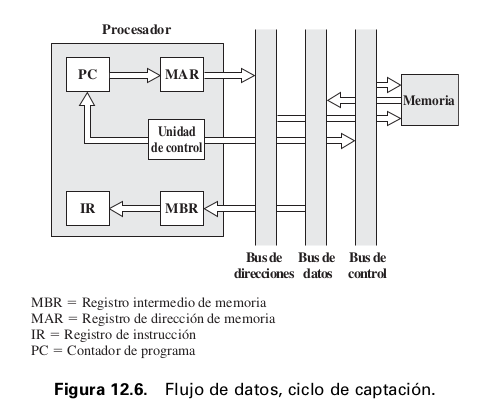 Procesador
PC
MAR
Memoria
Unidad
de control
IR
MBR
Bus de
direcciones
Bus de
datos
Bus de
control
MBR = Registro intermedio de memoria
MAR = Registro de dirección de memoria
IR = Registro de instrucción
PC = Contador de programa
Figura 12.6. Flujo de datos, ciclo de captación.